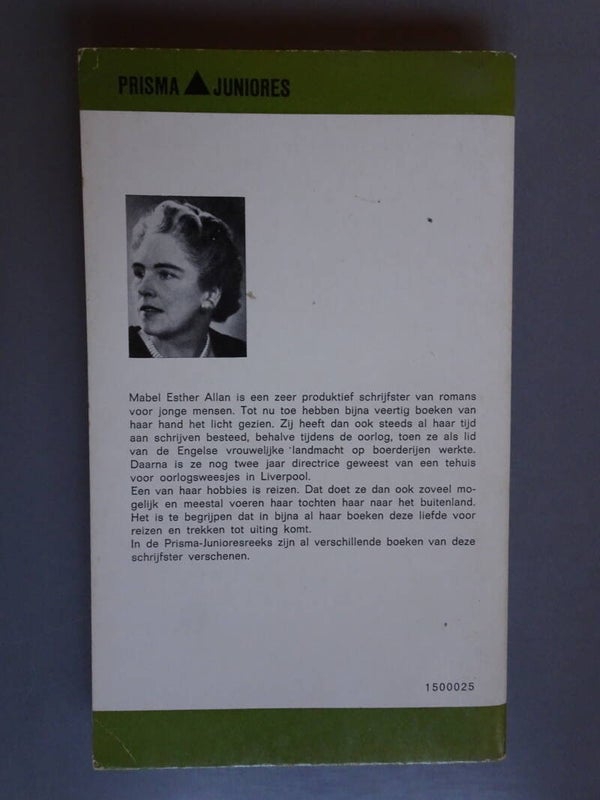 PRISMA JUNIORES
Mabel Esther Allan is een zeer produktief schrijfster van romans
voor jonge mensen. Tot nu toe hebben bijna veertig boeken van
haar hand het licht gezien. Zij heeft dan ook steeds al haar tijd
aan schrijven besteed, behalve tijdens de oorlog, toen ze als lid
van de Engelse vrouwelijke landmacht op boerderijen werkte.
Daarna is ze nog twee jaar directrice geweest van een tehuis
voor oorlogsweesjes in Liverpool.
Een van haar hobbies is reizen. Dat doet ze dan ook zoveel mo-
gelijk en meestal voeren haar tochten haar naar het buitenland.
Het is te begrijpen dat in bijna al haar boeken deze liefde voor
reizen en trekken tot uiting komt.
In de Prisma-Junioresreeks zijn al verschillende boeken van deze
schrijfster verschenen.
1500025